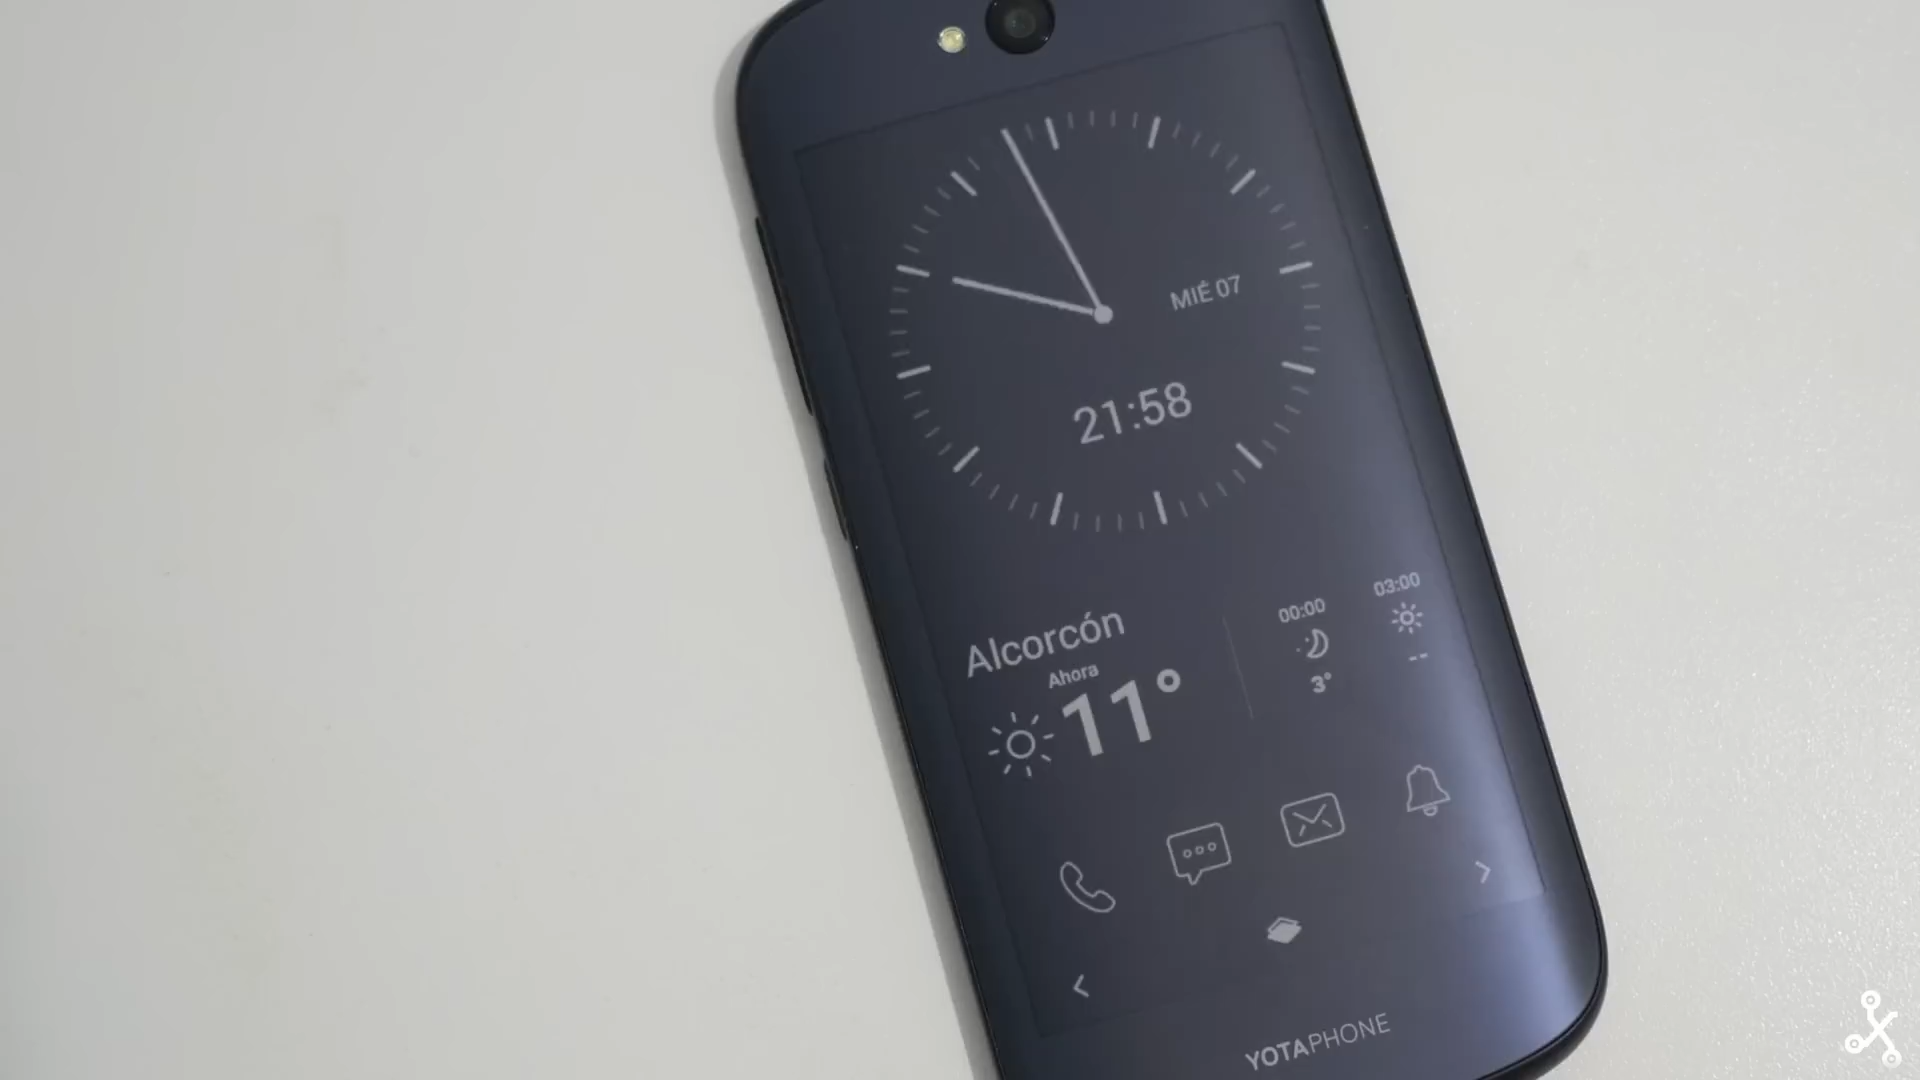 MIÉ 07
21:58
Alcorcón
Ahora
11°
00:00
3°
03:00
--
YOTAPHONE